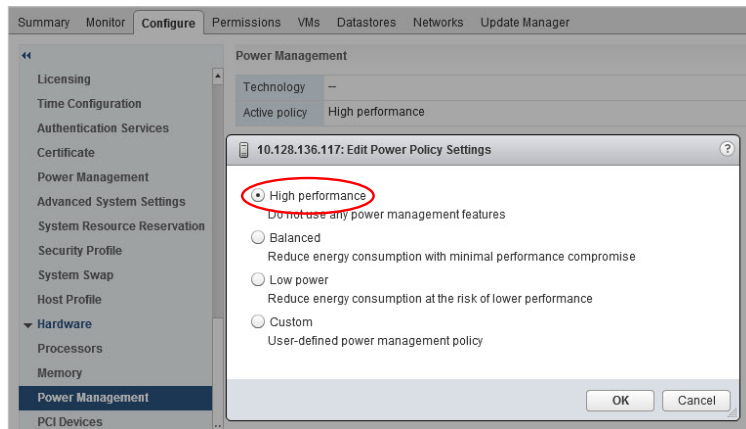 Summary Monitor Configure Permissions VMs Datastores Networks Update Manager
Power Management
Licensing
Time Configuration
Authentication Services
Certificate
Power Management
Advanced System Settings
System Resource Reservation
Security Profile
System Swap
Host Profile
Hardware
Processors
Memory
Power Management
PCI Devices
Technology --
Active policy High performance
10.128.136.117: Edit Power Policy Settings ?
High performance
Do not use any power management features
Balanced
Reduce energy consumption with minimal performance compromise
Low power
Reduce energy consumption at the risk of lower performance
Custom
User-defined power management policy
OK Cancel